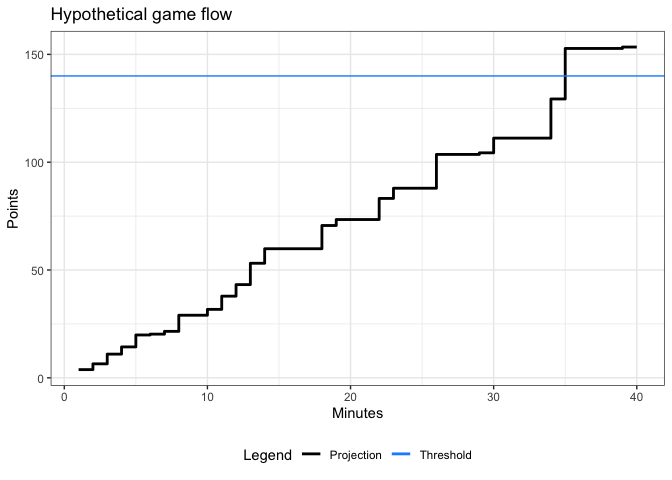 Hypothetical game flow
Points
150
100
50
0
0 10 20 30 40
Minutes
Legend Projection Threshold